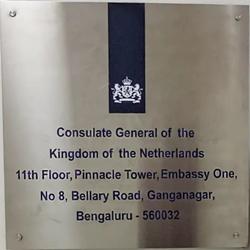 Consulate General of the
Kingdom of the Netherlands
11th Floor, Pinnacle Tower, Embassy One,
No 8, Bellary Road, Ganganagar,
Bengaluru - 560032